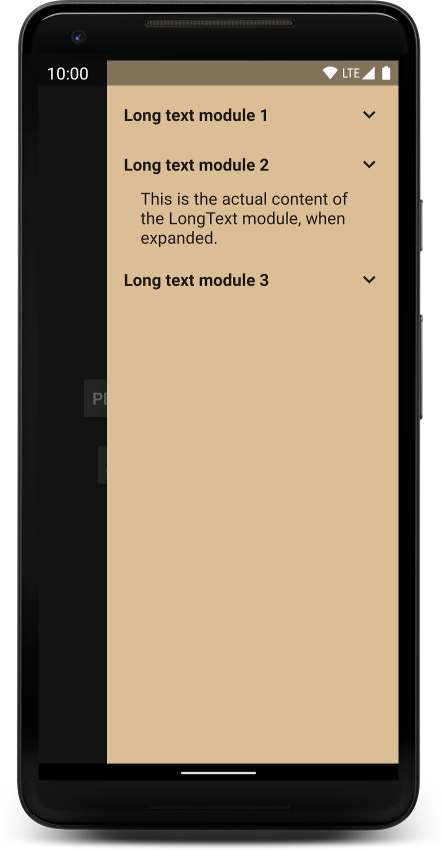 10:00
LTE
Long text module 1
Long text module 2
This is the actual content of
the LongText module, when
expanded.
Long text module 3
PE